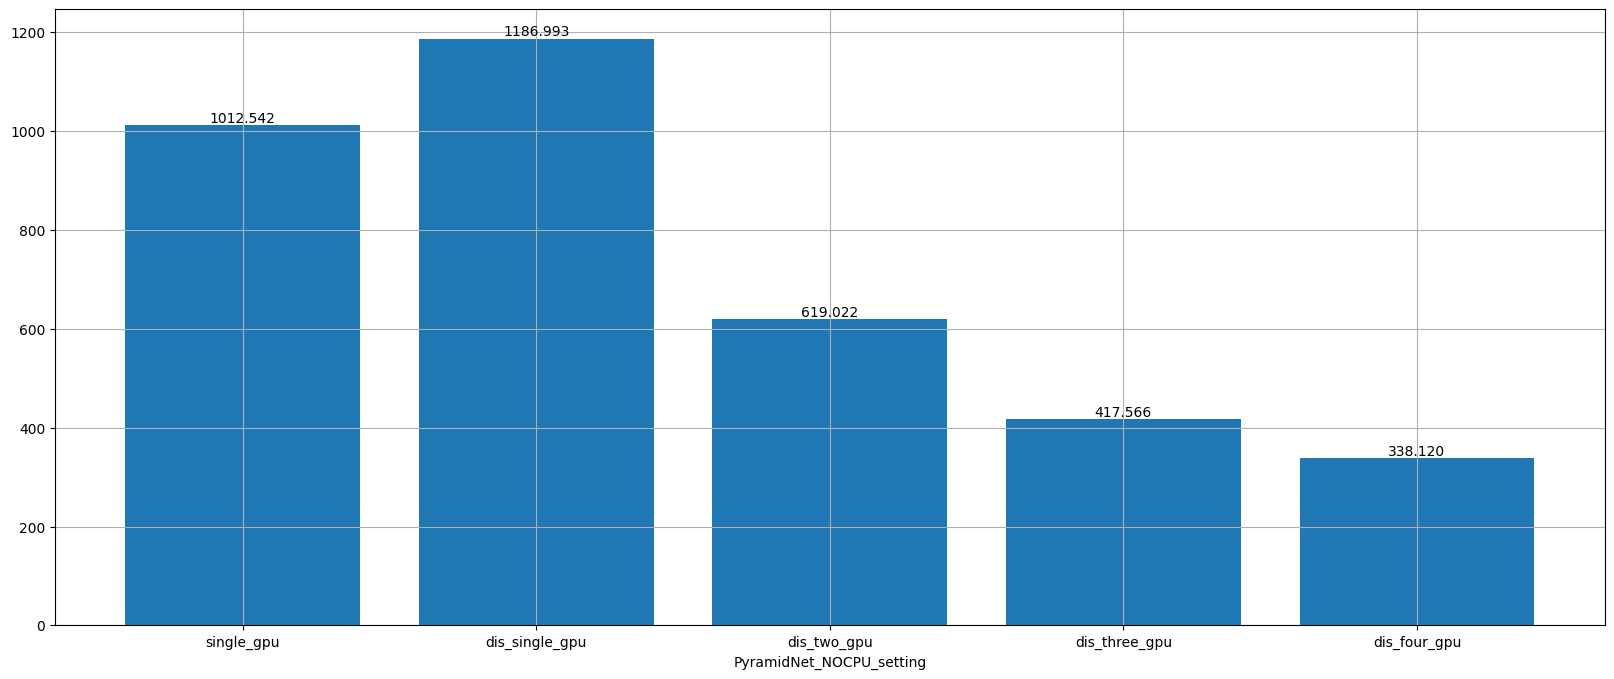 1200
1000
800
600
400
200
0
1012.542
1186.993
619.022
417.566
338.120
single_gpu
dis_single_gpu
dis_two_gpu
dis_three_gpu
dis_four_gpu
PyramidNet_NOCPU_setting